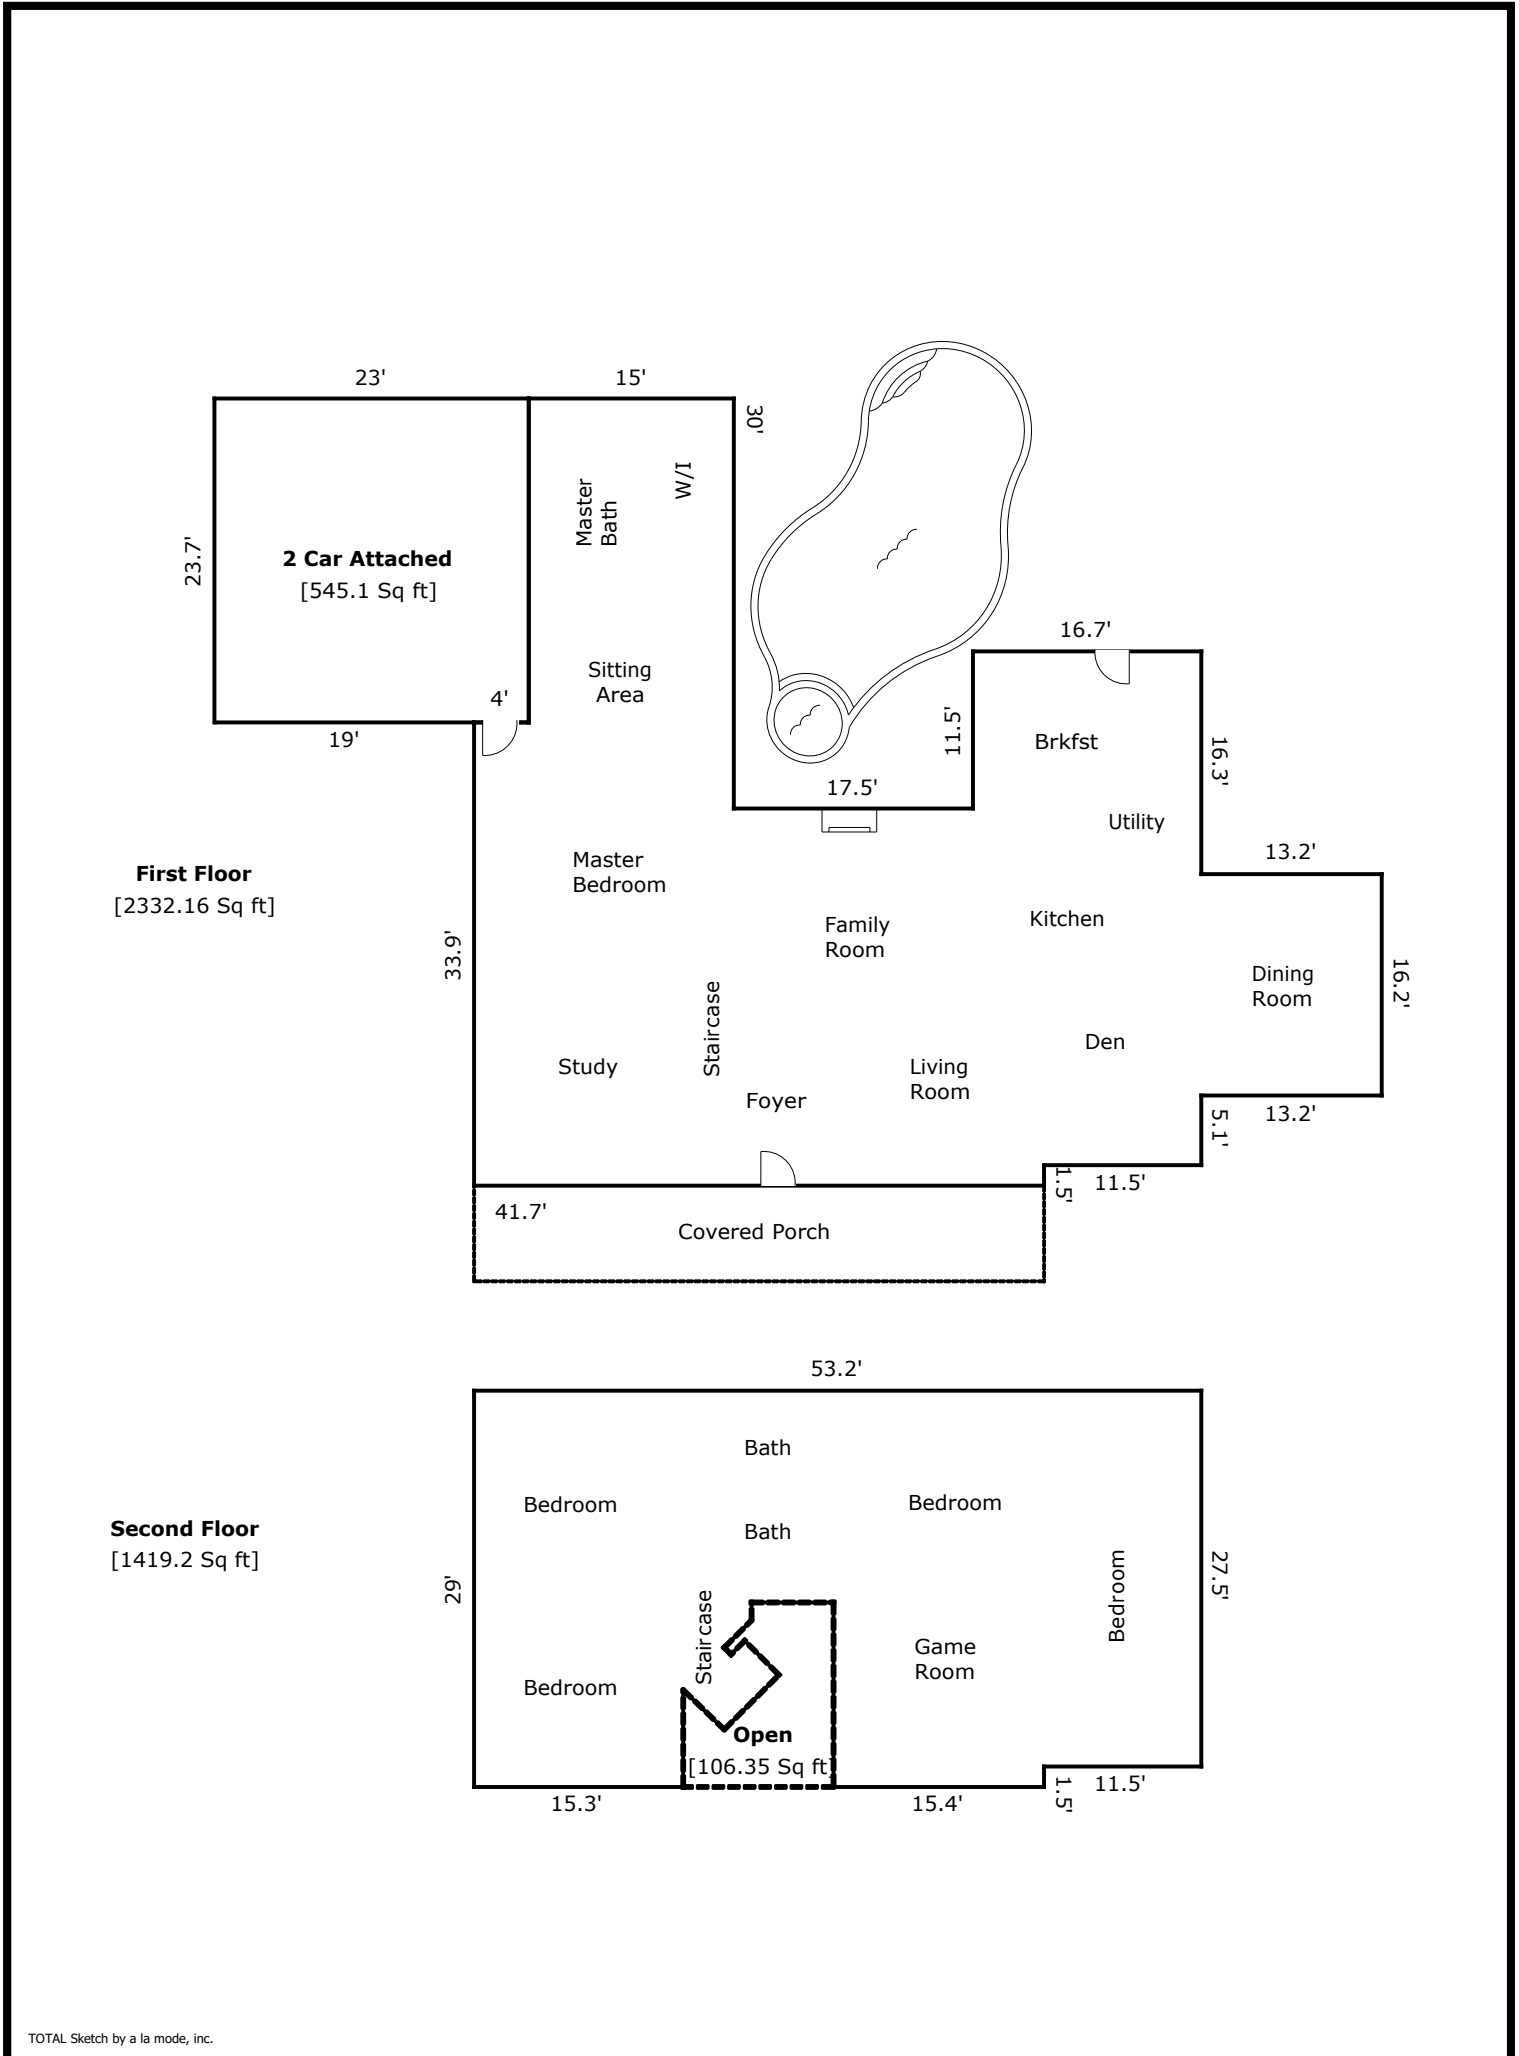 23'
15'
30'
W/I
Master
Bath
23.7'
2 Car Attached
[545.1 Sq ft]
16.7'
Sitting
Area
4'
19'
11.5'
Brkfst
16.3'
17.5'
Utility
13.2'
Master
Bedroom
First Floor
[2332.16 Sq ft]
33.9'
Family
Room
Kitchen
Dining
Room
16.2'
Staircase
Den
Study
Living
Room
Foyer
5.1'
13.2'
1.5'
11.5'
41.7'
Covered Porch
53.2'
Bath
Bedroom
Bedroom
Bath
Second Floor
[1419.2 Sq ft]
29'
27.5'
Bedroom
Staircase
Game
Room
Bedroom
Open
[106.35 Sq ft]
15.3'
15.4'
1.5'
11.5'
TOTAL Sketch by a la mode, inc.